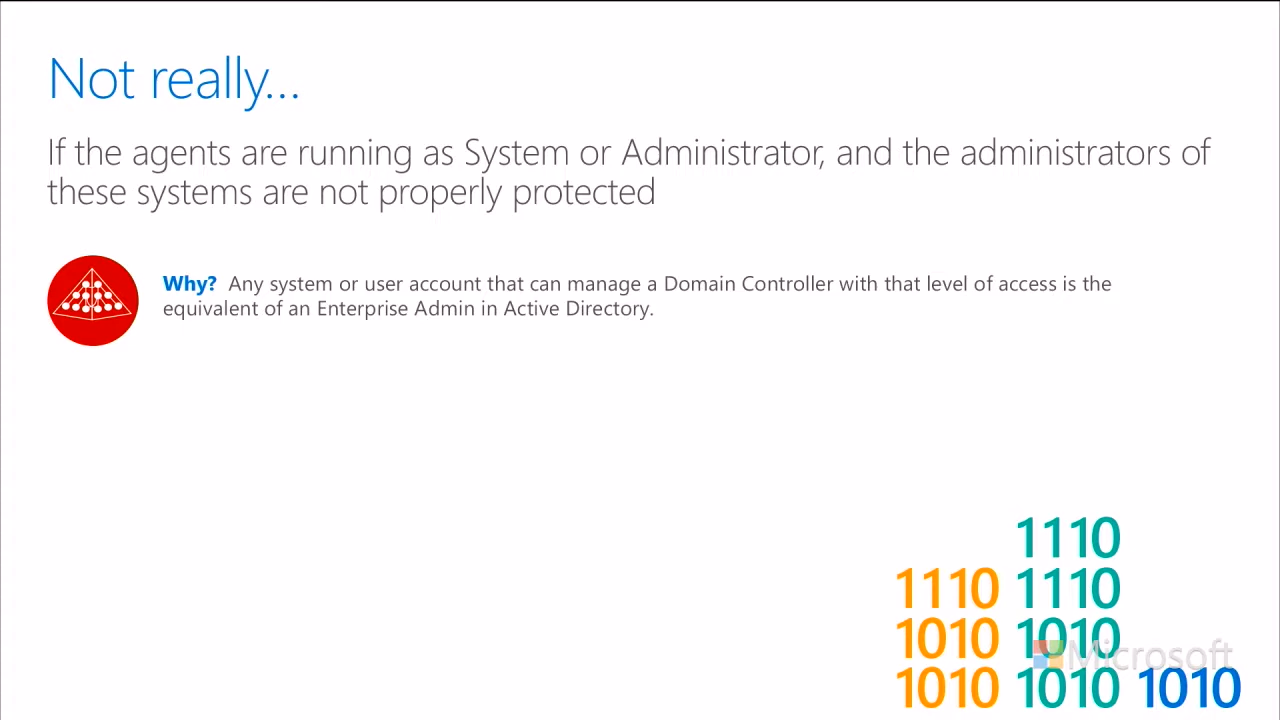 Not really...
If the agents are running as System or Administrator, and the administrators of
these systems are not properly protected
Why? Any system or user account that can manage a Domain Controller with that level of access is the
equivalent of an Enterprise Admin in Active Directory.
1110
1110 1110
1010 1010
Microsoft
1010 1010 1010